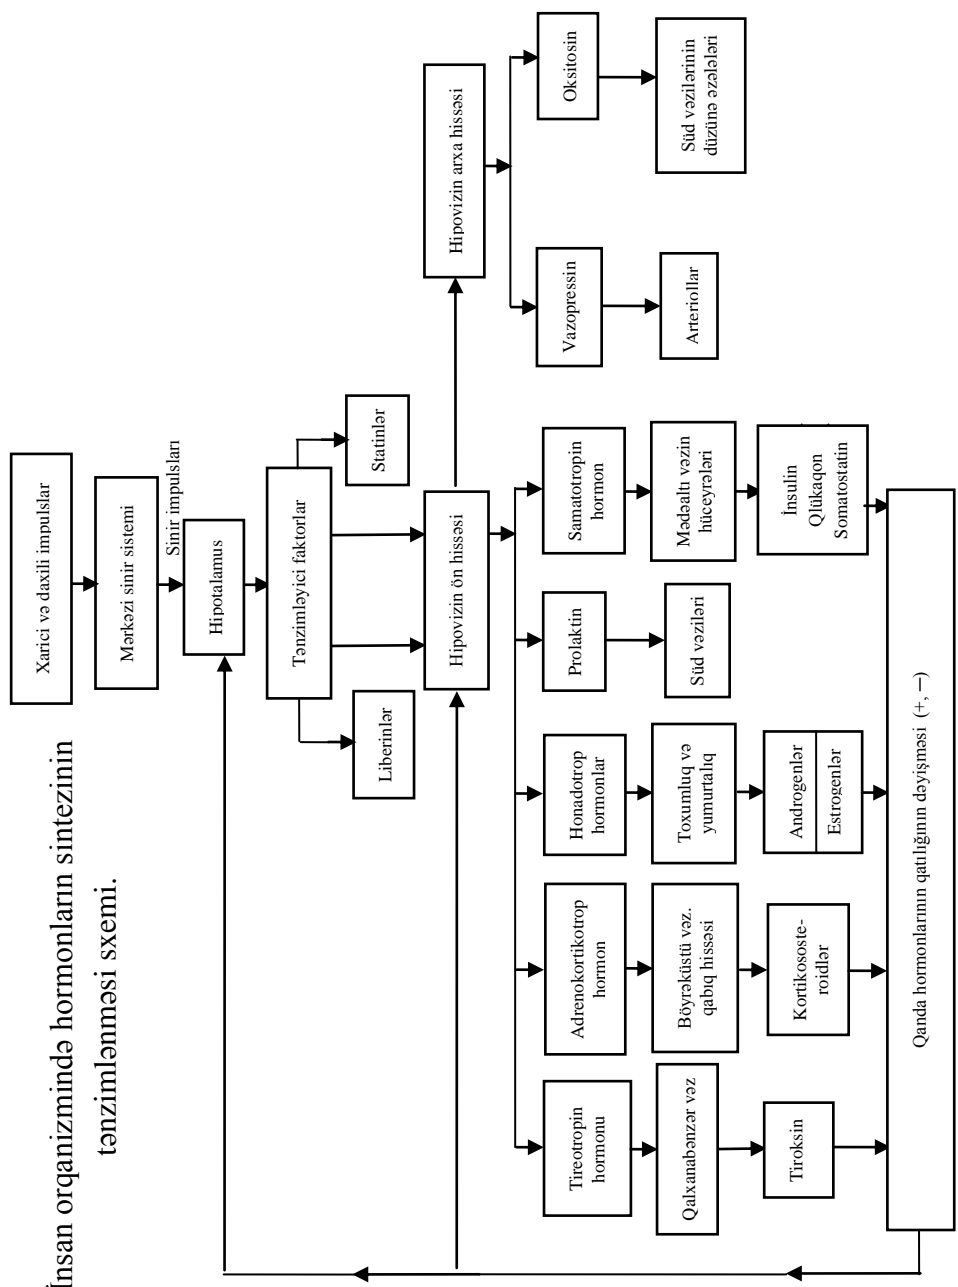 İnsan orqanizmində hormonların sintezinin
tənzimlənməsi sxemi.
Xarici və daxili impulslar
Mərkəzi sinir sistemi
Sinir impulsları
Hipotalamus
Tənzimləyici faktorlar
Liberinlər
Statinlər
Hipovizin ön hissəsi
Hipovizin arxa hissəsi
Tireotropin
hormonu
Adrenokortikotrop
hormon
Honadotrop
hormonlar
Prolaktin
Samatotropin
hormon
Vazopressin
Oksitosin
Qalxanabənzər vəz
Böyrəküstü vəz.
qabıq hissəsi
Toxumluq və
yumurtalıq
Süd vəziləri
Mədəaltı vəzin
hüceyrələri
Arteriollar
Süd vəzilərinin
düzünə əzələləri
Tiroksin
Kortikososte-
roidlər
Androgenlər
Estrogenlər
İnsulin
Qlükaqon
Somatostatin
Qanda hormonlarının qatılığının dəyişməsi (+, −)